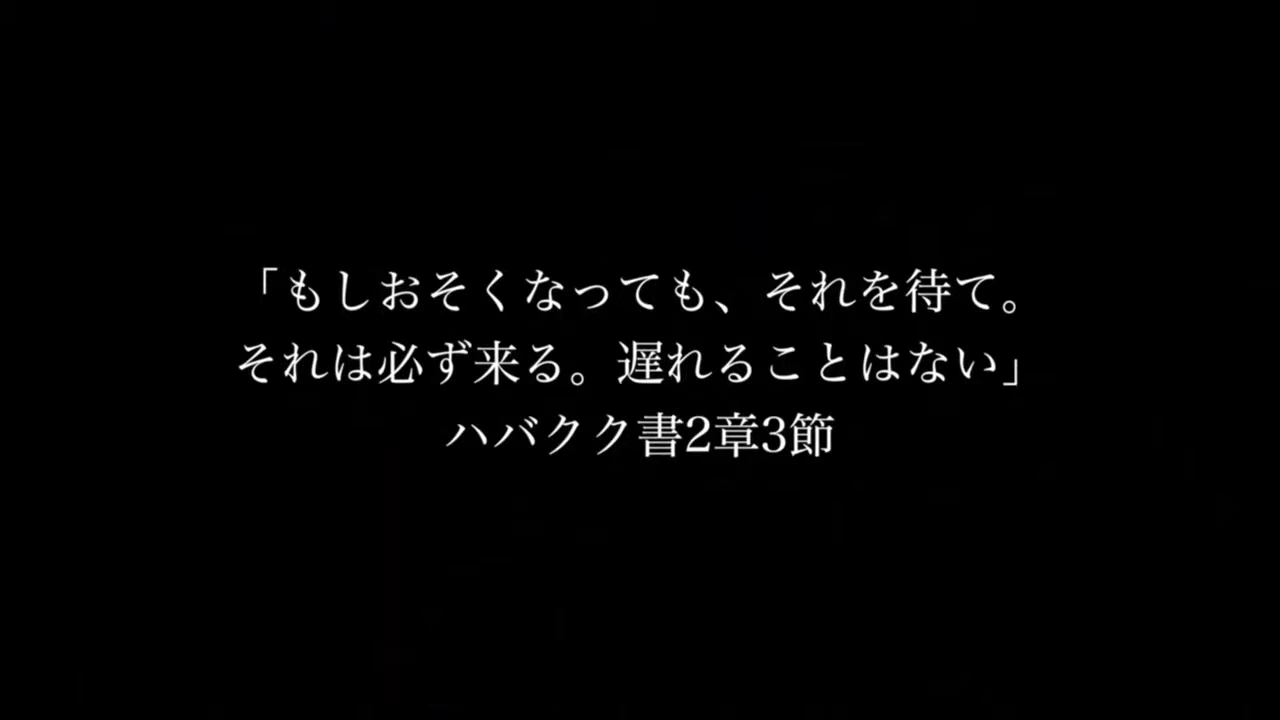 「もしおそくなっても、それを待て。
それは必ず来る。遅れることはない」
ハバクク書2章3節